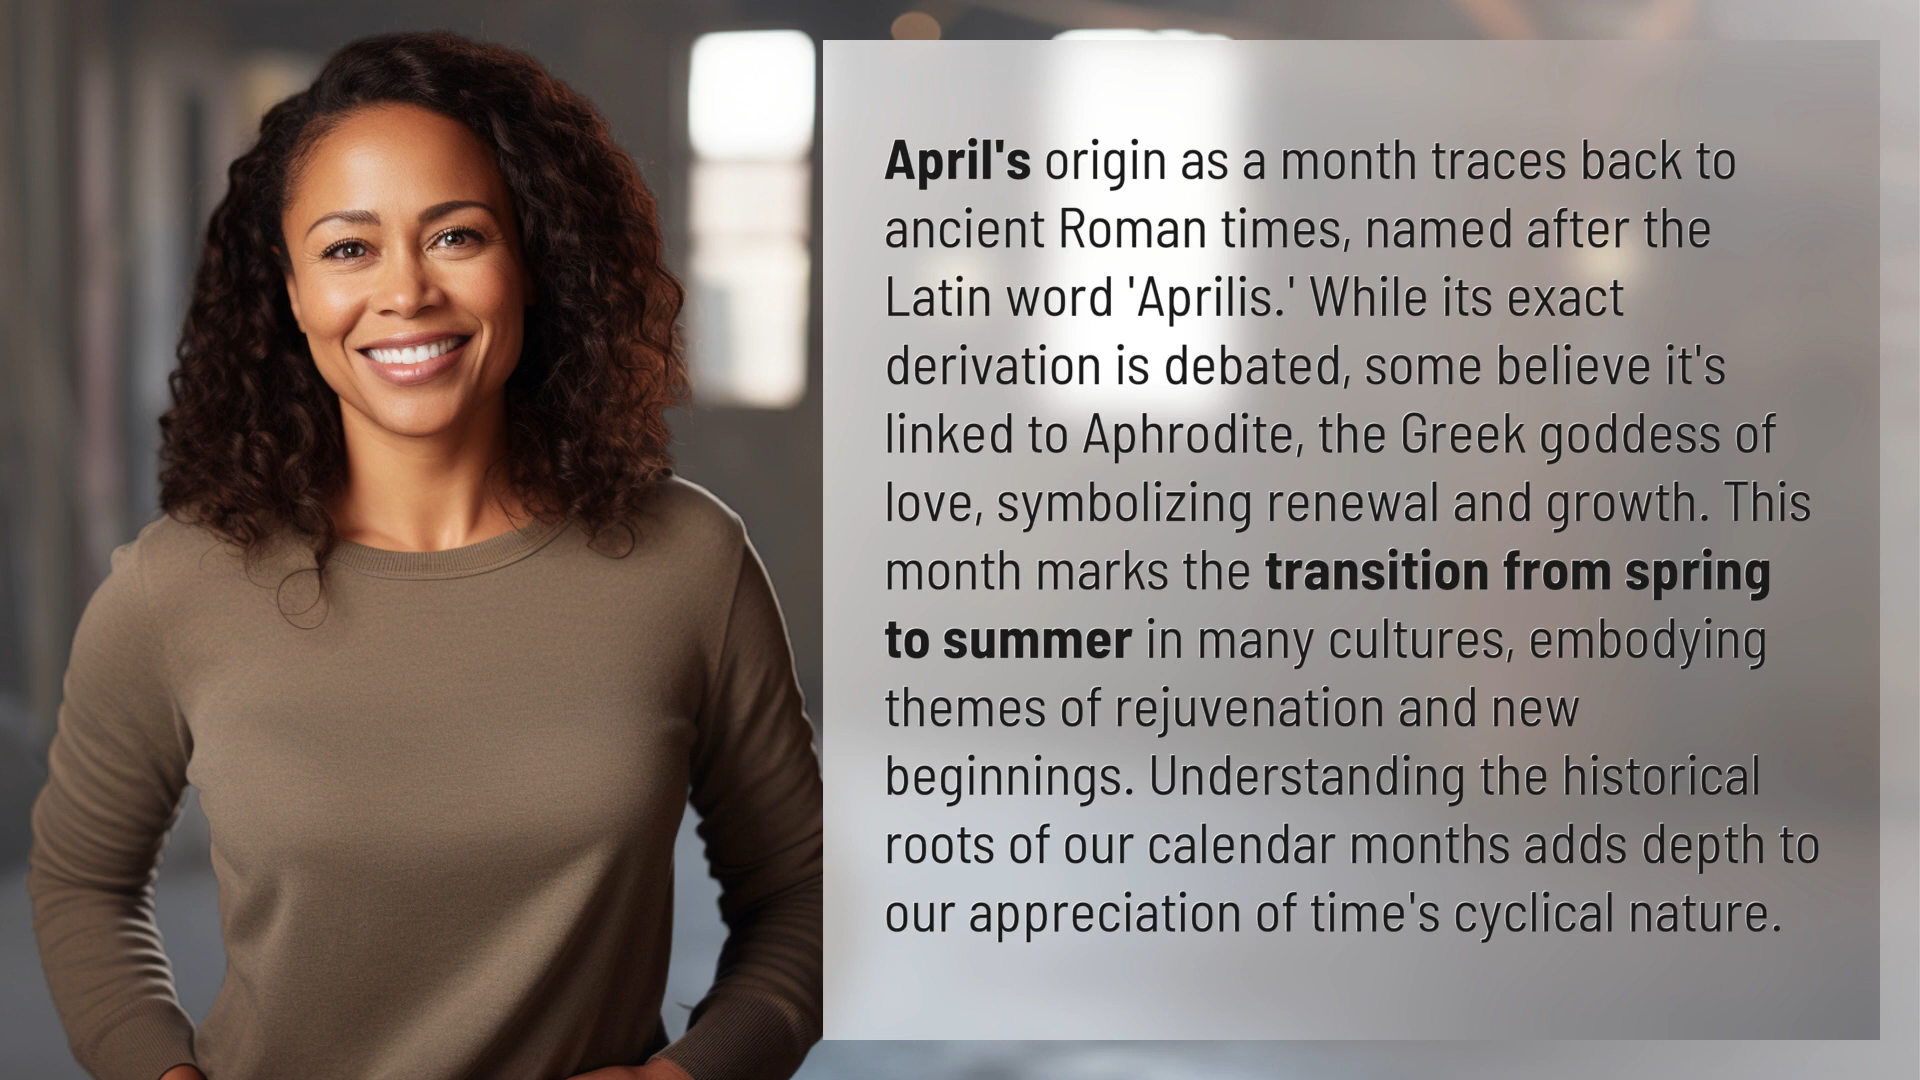 April's origin as a month traces back to
ancient Roman times, named after the
Latin word 'Aprilis.' While its exact
derivation is debated, some believe it's
linked to Aphrodite, the Greek goddess of
love, symbolizing renewal and growth. This
month marks the transition from spring
to summer in many cultures, embodying
themes of rejuvenation and new
beginnings. Understanding the historical
roots of our calendar months adds depth to
our appreciation of time's cyclical nature.